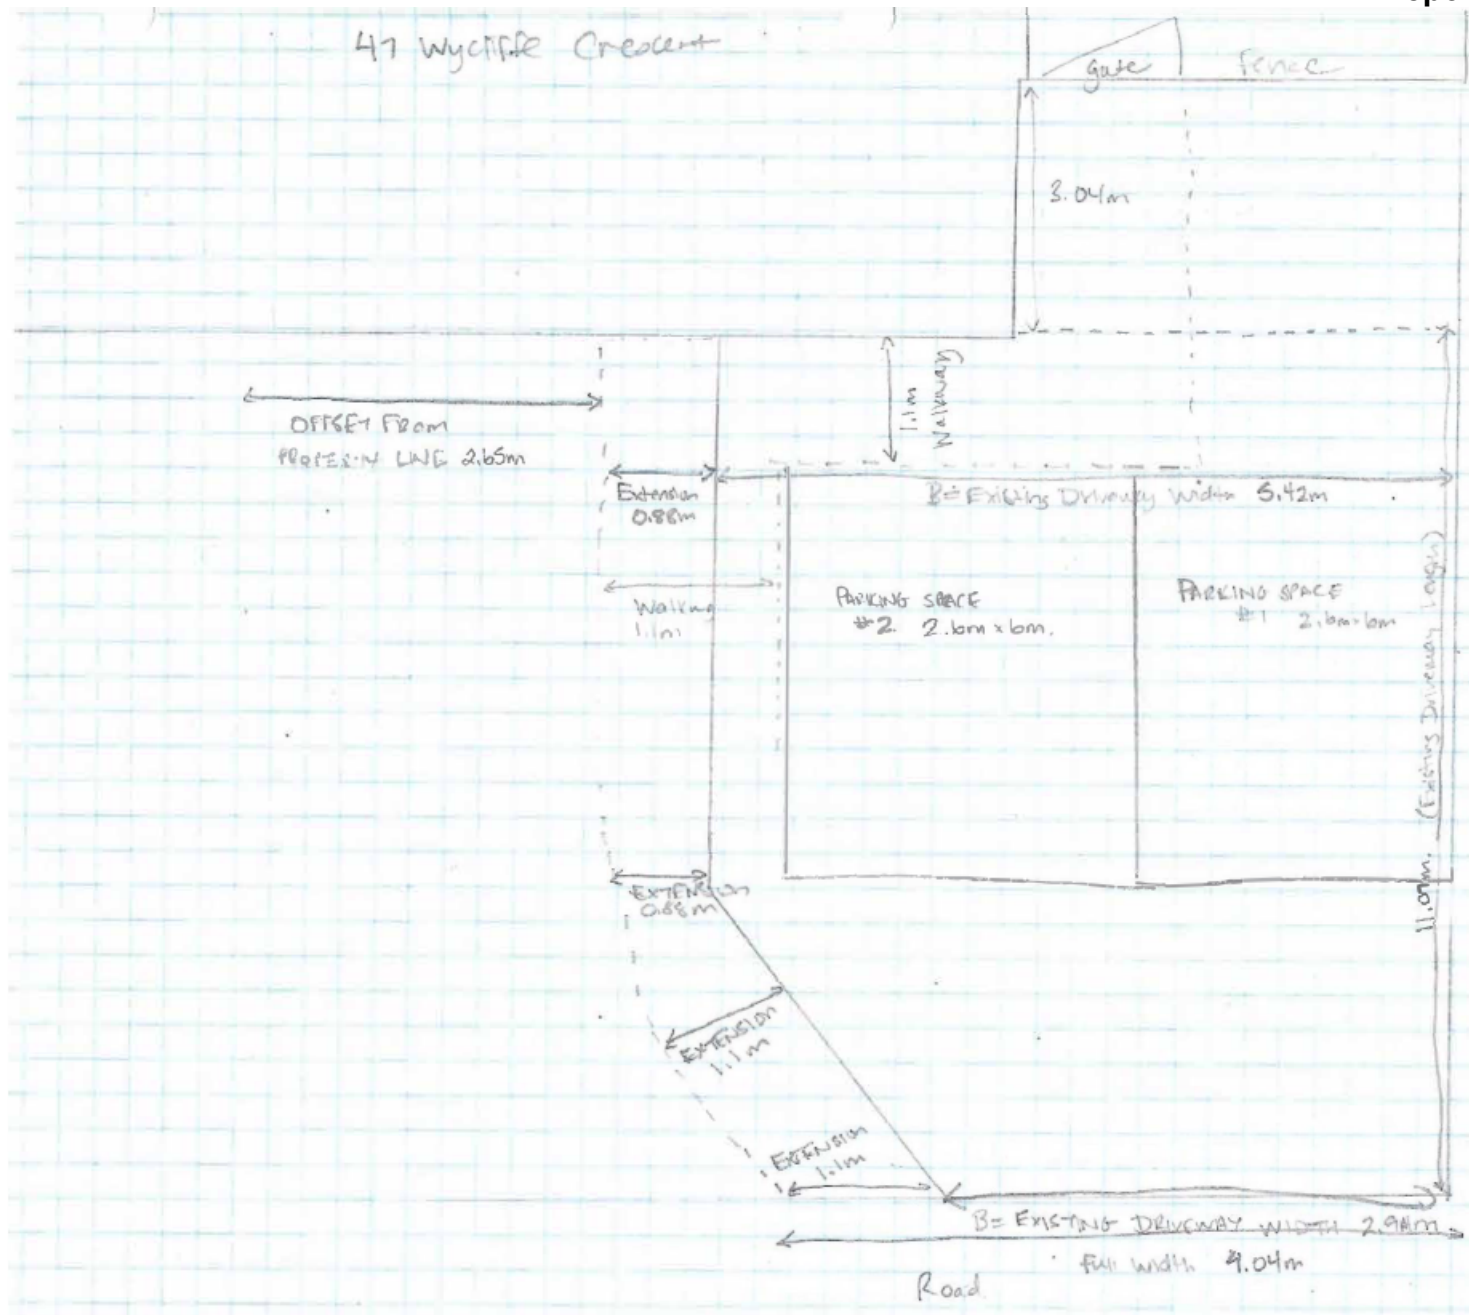 47 Wycliffe Crescent
gate
fence
3.04m
1.1m
Walkway
OFFSET FROM
PROPERTY LINE 2.65m
Extension
0.88m
B= Existing Driveway Width 5.42m
Walking
1.1m
PARKING SPACE
#2 2.6m x 6m.
PARKING SPACE
#1 2.6m x 6m
11.07m. (Existing Driveway Length)
EXTENSION
0.88m
EXTENSION
1.1m
EXTENSION
1.1m
B= EXISTING DRIVEWAY WIDTH 2.94m
Full width 4.04m
Road